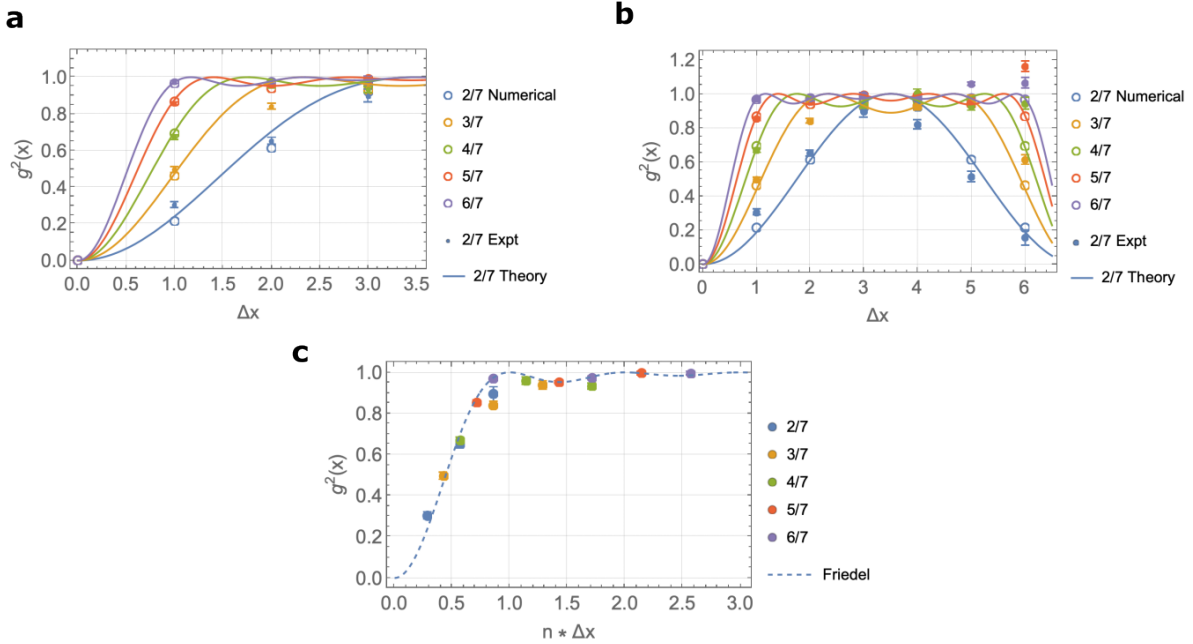 a
g²(x)
1.0
0.8
0.6
0.4
0.2
0.0
0.0 0.5 1.0 1.5 2.0 2.5 3.0 3.5
Δx
2/7 Numerical
3/7
4/7
5/7
6/7
2/7 Expt
2/7 Theory
b
g²(x)
1.2
1.0
0.8
0.6
0.4
0.2
0.0
0 1 2 3 4 5 6
Δx
2/7 Numerical
3/7
4/7
5/7
6/7
2/7 Expt
2/7 Theory
c
g²(x)
1.0
0.8
0.6
0.4
0.2
0.0
0.0 0.5 1.0 1.5 2.0 2.5 3.0
n * Δx
2/7
3/7
4/7
5/7
6/7
Friedel